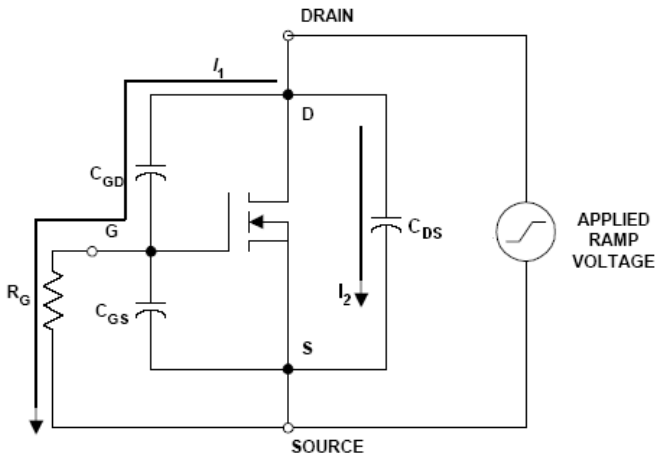 DRAIN
I1
D
CGD
G
CDS
APPLIED
RAMP
VOLTAGE
RG
CGS
I2
S
SOURCE